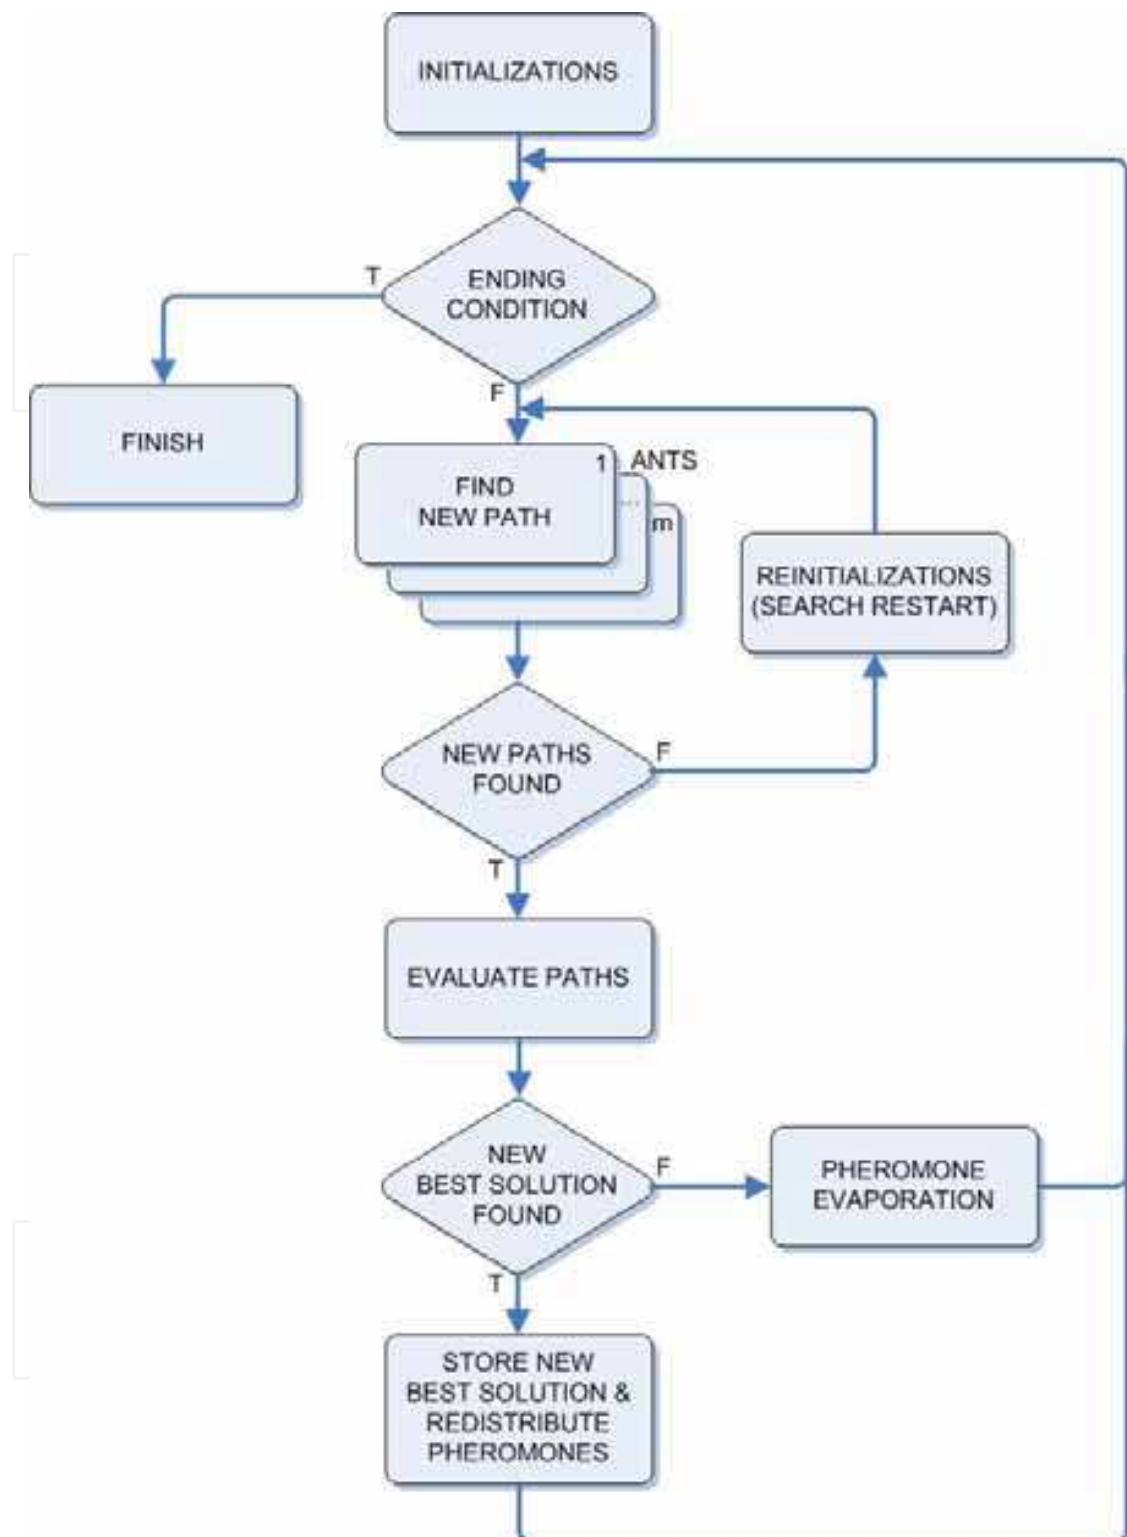 INITIALIZATIONS
T
ENDING
CONDITION
F
FINISH
1
ANTS
FIND
NEW PATH
...
m
REINITIALIZATIONS
(SEARCH RESTART)
NEW PATHS
FOUND
F
T
EVALUATE PATHS
NEW
BEST SOLUTION
FOUND
F
PHEROMONE
EVAPORATION
T
STORE NEW
BEST SOLUTION &
REDISTRIBUTE
PHEROMONES